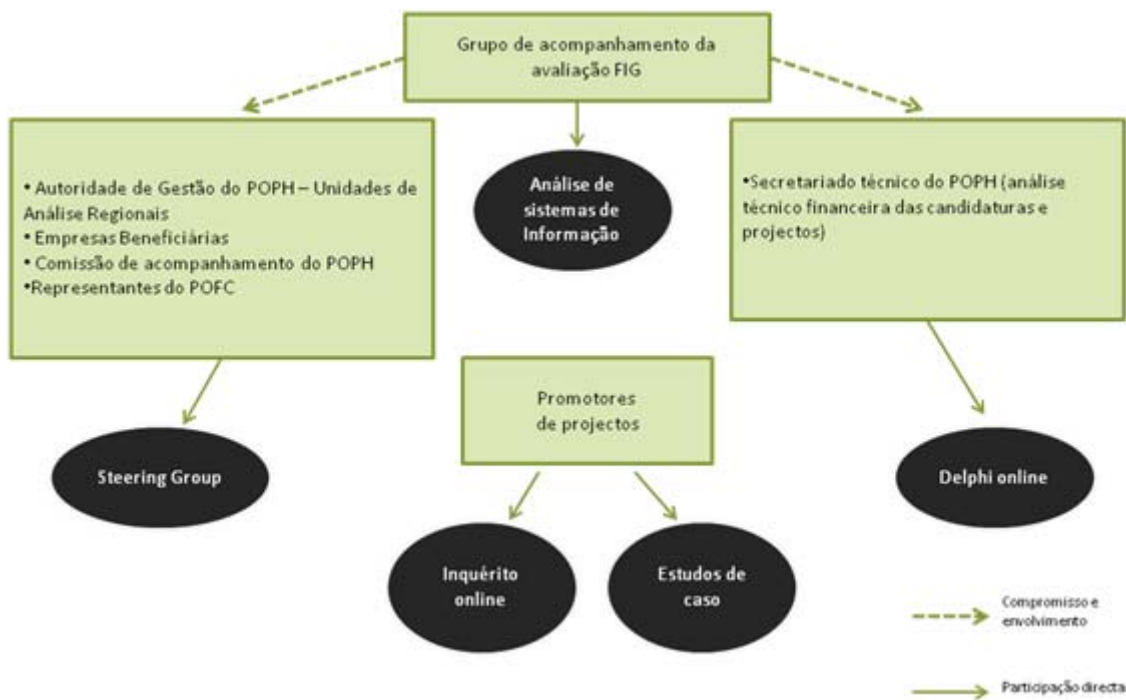 Grupo de acompanhamento da
avaliação FIG
• Autoridade de Gestão do POPH – Unidades de
Análise Regionais
• Empresas Beneficiárias
• Comissão de acompanhamento do POPH
•Representantes do POFC
Análise de
sistemas de
Informação
•Secretariado técnico do POPH (análise
técnico financeira das candidaturas e
projectos)
Promotores
de projectos
Steering Group
Delphi online
Inquérito
online
Estudos de
caso
Compromisso e
envolvimento
Participação directa